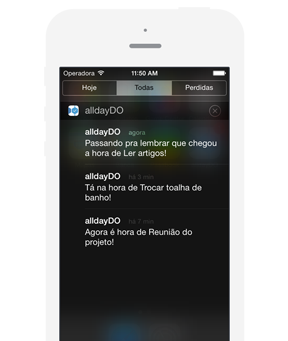 Operadora 11:50 AM
Hoje Todas Perdidas
alldayDO
alldayDO agora
Passando pra lembrar que chegou
a hora de Ler artigos!
alldayDO há 3 min
Tá na hora de Trocar toalha de
banho!
alldayDO há 7 min
Agora é hora de Reunião do
projeto!